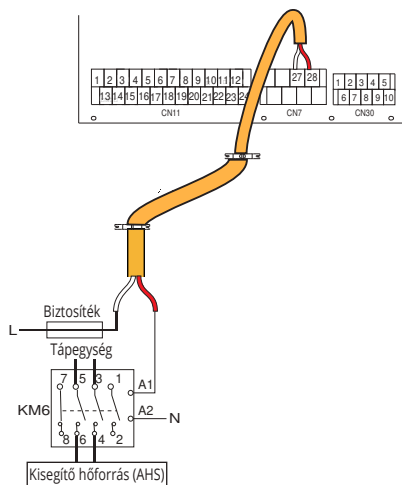 27 28
1 2 3 4 5 6 7 8 9 10 11 12
1 2 3 4 5
13 14 15 16 17 18 19 20 21 22 23 24
6 7 8 9 10
CN11
CN7
CN30
Biztosíték
L
Tápegység
7 5 3 1
A1
KM6
A2
N
8 6 4 2
Kisegítő hőforrás (AHS)